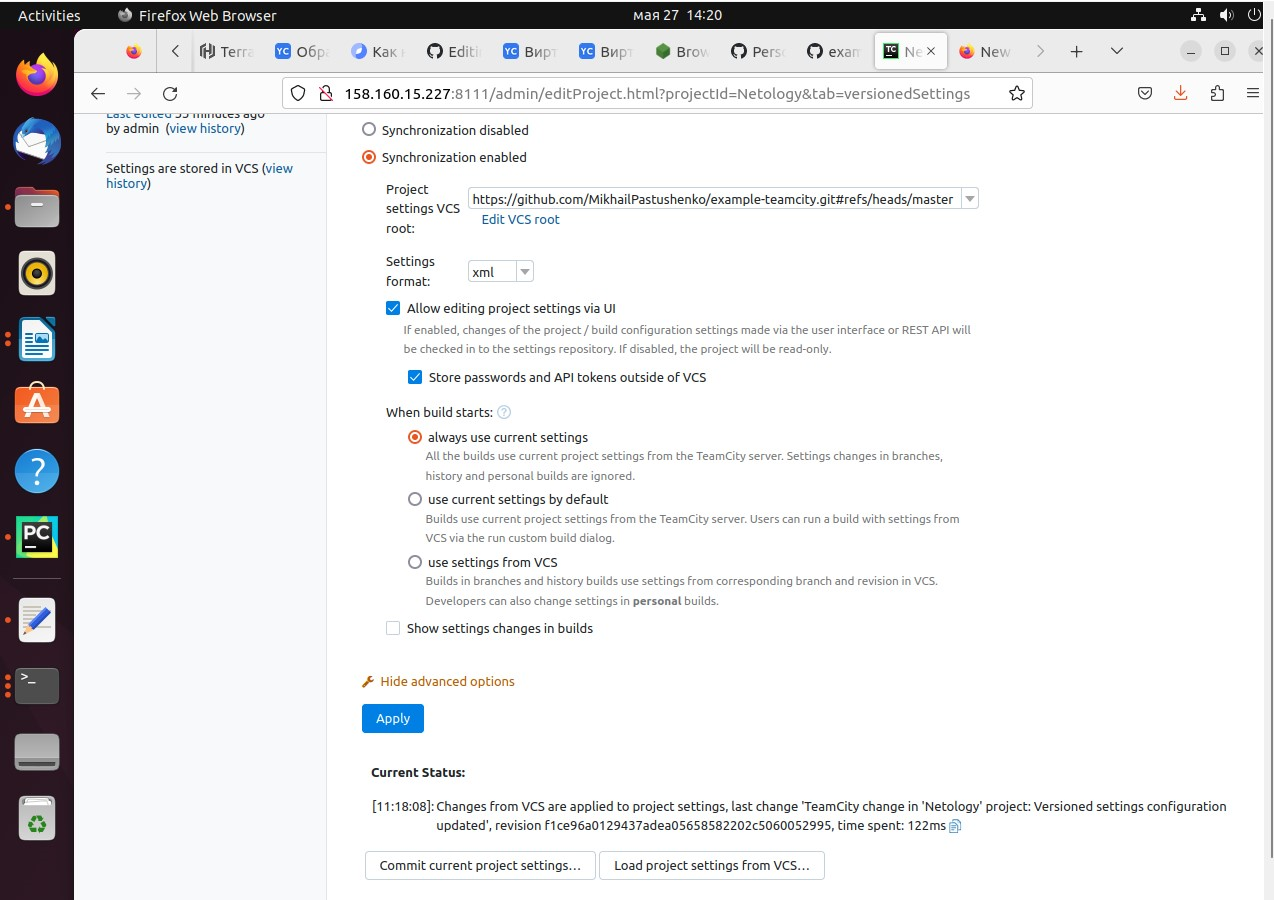 Activities
Firefox Web Browser
мая 27 14:20
Terra
YC Обра
Как н
Editi
YC Вирт
YC Вирт
Brow
Perso
exam
TC Ne
New
158.160.15.227:8111/admin/editProject.html?projectId=Netology&tab=versionedSettings
Last edited 55 minutes ago
by admin (view history)
Settings are stored in VCS (view
history)
Synchronization disabled
Synchronization enabled
Project
settings VCS
root:
https://github.com/MikhailPastushenko/example-teamcity.git#refs/heads/master
Edit VCS root
Settings
format:
xml
Allow editing project settings via UI
If enabled, changes of the project / build configuration settings made via the user interface or REST API will
be checked in to the settings repository. If disabled, the project will be read-only.
Store passwords and API tokens outside of VCS
When build starts: ?
always use current settings
All the builds use current project settings from the TeamCity server. Settings changes in branches,
history and personal builds are ignored.
use current settings by default
Builds use current project settings from the TeamCity server. Users can run a build with settings from
VCS via the run custom build dialog.
use settings from VCS
Builds in branches and history builds use settings from corresponding branch and revision in VCS.
Developers can also change settings in personal builds.
Show settings changes in builds
Hide advanced options
Apply
Current Status:
[11:18:08]: Changes from VCS are applied to project settings, last change 'TeamCity change in 'Netology' project: Versioned settings configuration
updated', revision f1ce96a0129437adea05658582202c5060052995, time spent: 122ms
Commit current project settings...
Load project settings from VCS...
PC